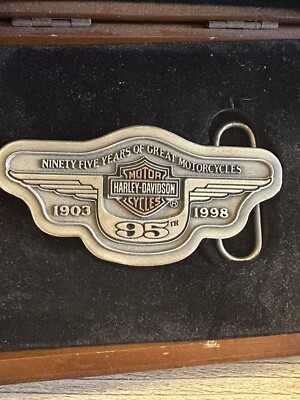 NINETY FIVE YEARS OF GREAT MOTORCYCLES
MOTOR
HARLEY-DAVIDSON
CYCLES
®
1903 1998
95TH